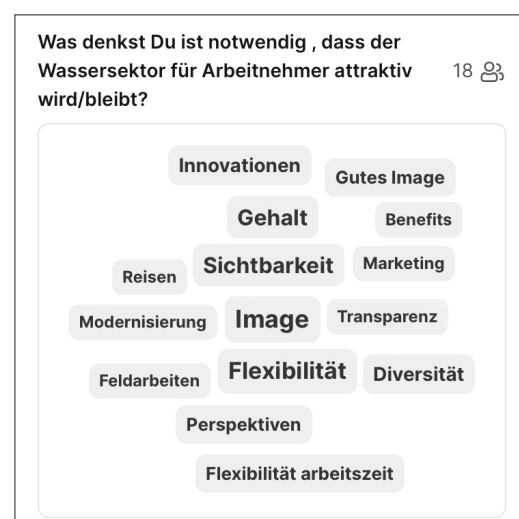 Was denkst Du ist notwendig , dass der
Wassersektor für Arbeitnehmer attraktiv
wird/bleibt?
18
Innovationen
Gutes Image
Gehalt
Benefits
Sichtbarkeit
Marketing
Reisen
Modernisierung
Image
Transparenz
Flexibilität
Diversität
Feldarbeiten
Perspektiven
Flexibilität arbeitszeit